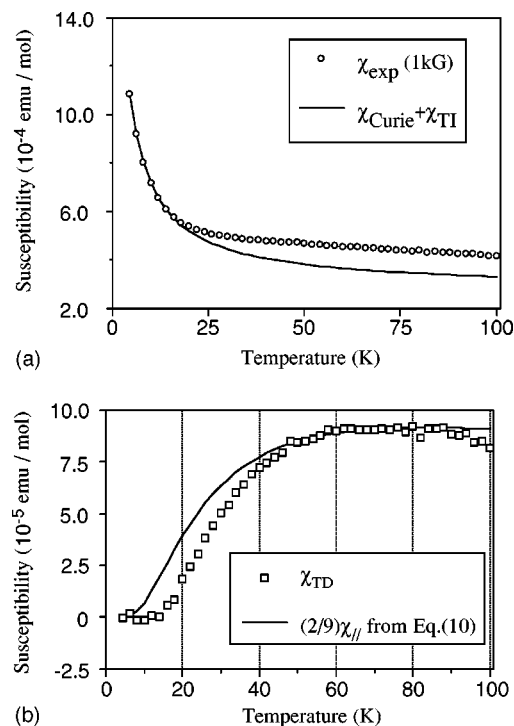 14.0
10.0
6.0
2.0
Susceptibility (10⁻⁴ emu / mol)
χexp (1kG)
χCurie+χTI
0 25 50 75 100
Temperature (K)
(a)
10.0
7.5
5.0
2.5
0
-2.5
Susceptibility (10⁻⁵ emu / mol)
χTD
(2/9)χ// from Eq.(10)
0 20 40 60 80 100
Temperature (K)
(b)